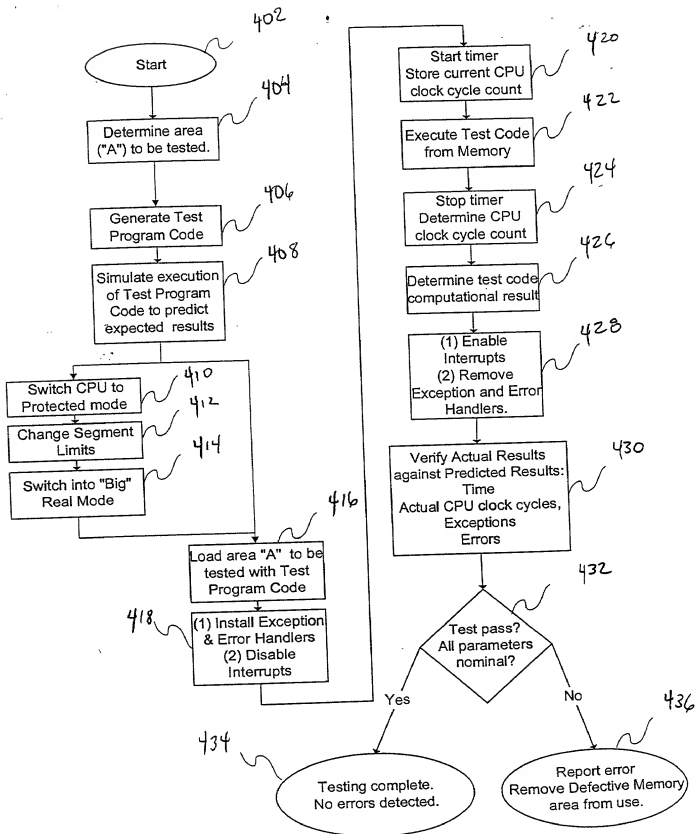 402
Start
404
Determine area
("A") to be tested.
406
Generate Test
Program Code
408
Simulate execution
of Test Program
Code to predict
expected results
410
Switch CPU to
Protected mode
412
Change Segment
Limits
414
Switch into "Big"
Real Mode
416
Load area "A" to be
tested with Test
Program Code
418
(1) Install Exception
& Error Handlers
(2) Disable
Interrupts
420
Start timer
Store current CPU
clock cycle count
422
Execute Test Code
from Memory
424
Stop timer
Determine CPU
clock cycle count
426
Determine test code
computational result
428
(1) Enable
Interrupts
(2) Remove
Exception and Error
Handlers.
430
Verify Actual Results
against Predicted Results:
Time
Actual CPU clock cycles,
Exceptions
Errors
432
Test pass?
All parameters
nominal?
Yes
No
434
Testing complete.
No errors detected.
436
Report error
Remove Defective Memory
area from use.